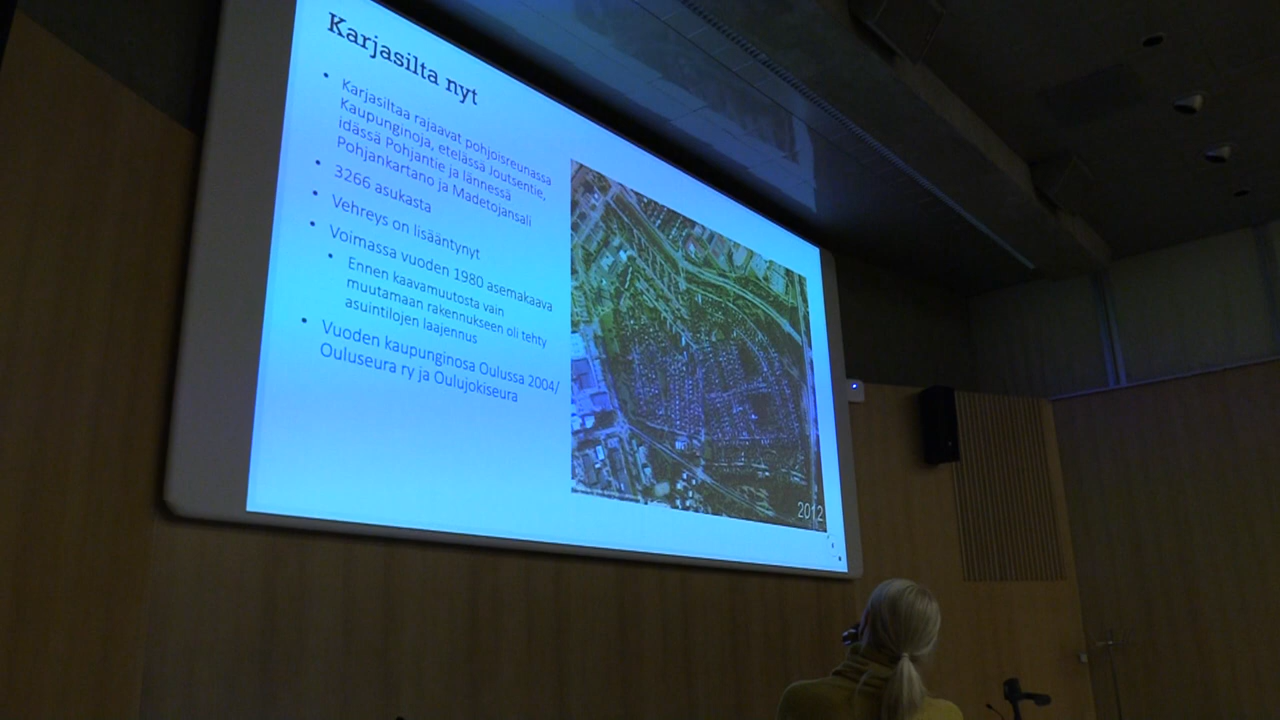 Karjasilta nyt
• Karjasiltaa rajaavat pohjoisreunassa
Kaupunginoja, etelässä Joutsentie,
idässä Pohjantie ja lännessä
Pohjankartano ja Madetojansali
• 3266 asukasta
• Vehreys on lisääntynyt
• Voimassa vuoden 1980 asemakaava
• Ennen kaavamuutosta vain
muutamaan rakennukseen oli tehty
asuintilojen laajennus
• Vuoden kaupunginosa Oulussa 2004/
Ouluseura ry ja Oulujokiseura
2012